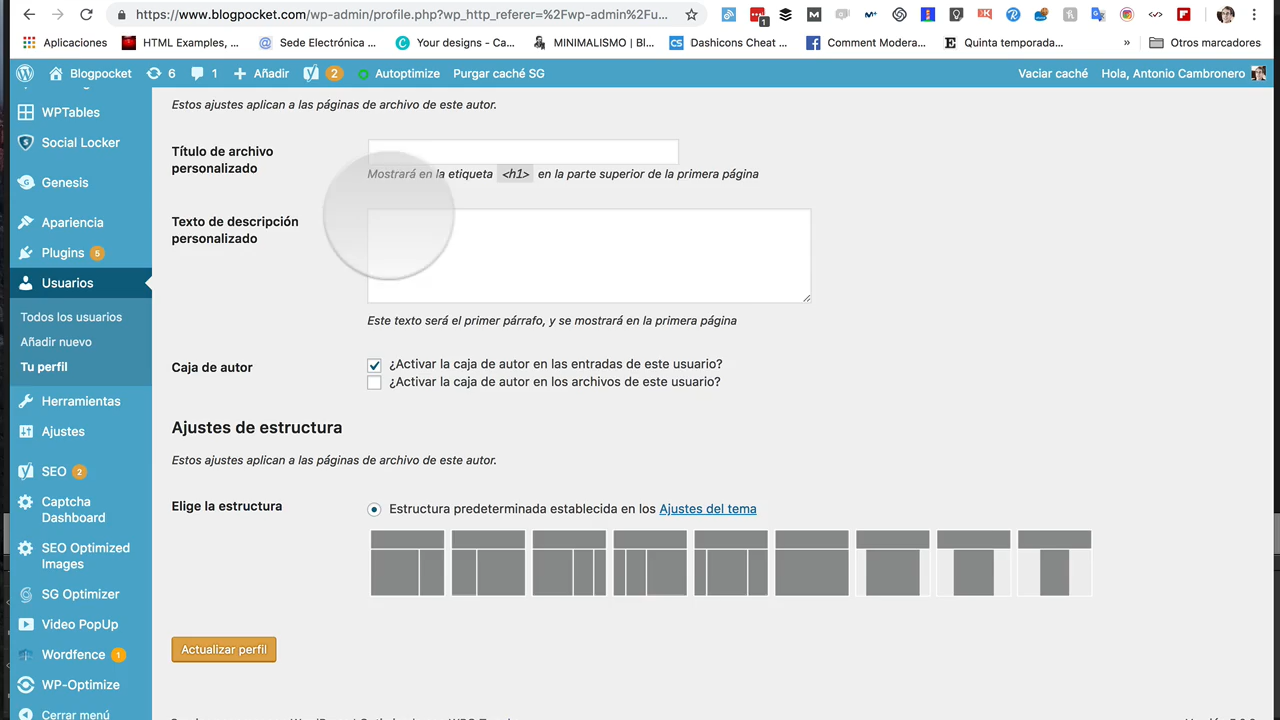 https://www.blogpocket.com/wp-admin/profile.php?wp_http_referer=%2Fwp-admin%2Fu...
1
Aplicaciones
HTML Examples, ...
Sede Electrónica ...
Your designs - Ca...
MINIMALISMO | Bl...
Dashicons Cheat ...
Comment Modera...
Quinta temporada...
»
Otros marcadores
Blogpocket
6
1
Añadir
2
Autoptimize
Purgar caché SG
Vaciar caché
Hola, Antonio Cambronero
WPTables
Social Locker
Genesis
Apariencia
Plugins 5
Usuarios
Todos los usuarios
Añadir nuevo
Tu perfil
Herramientas
Ajustes
SEO 2
Captcha
Dashboard
SEO Optimized
Images
SG Optimizer
Video PopUp
Wordfence 1
WP-Optimize
Cerrar menú
Estos ajustes aplican a las páginas de archivo de este autor.
Título de archivo
personalizado
Mostrará en la etiqueta <h1> en la parte superior de la primera página
Texto de descripción
personalizado
Este texto será el primer párrafo, y se mostrará en la primera página
Caja de autor
¿Activar la caja de autor en las entradas de este usuario?
¿Activar la caja de autor en los archivos de este usuario?
Ajustes de estructura
Estos ajustes aplican a las páginas de archivo de este autor.
Elige la estructura
Estructura predeterminada establecida en los Ajustes del tema
Actualizar perfil